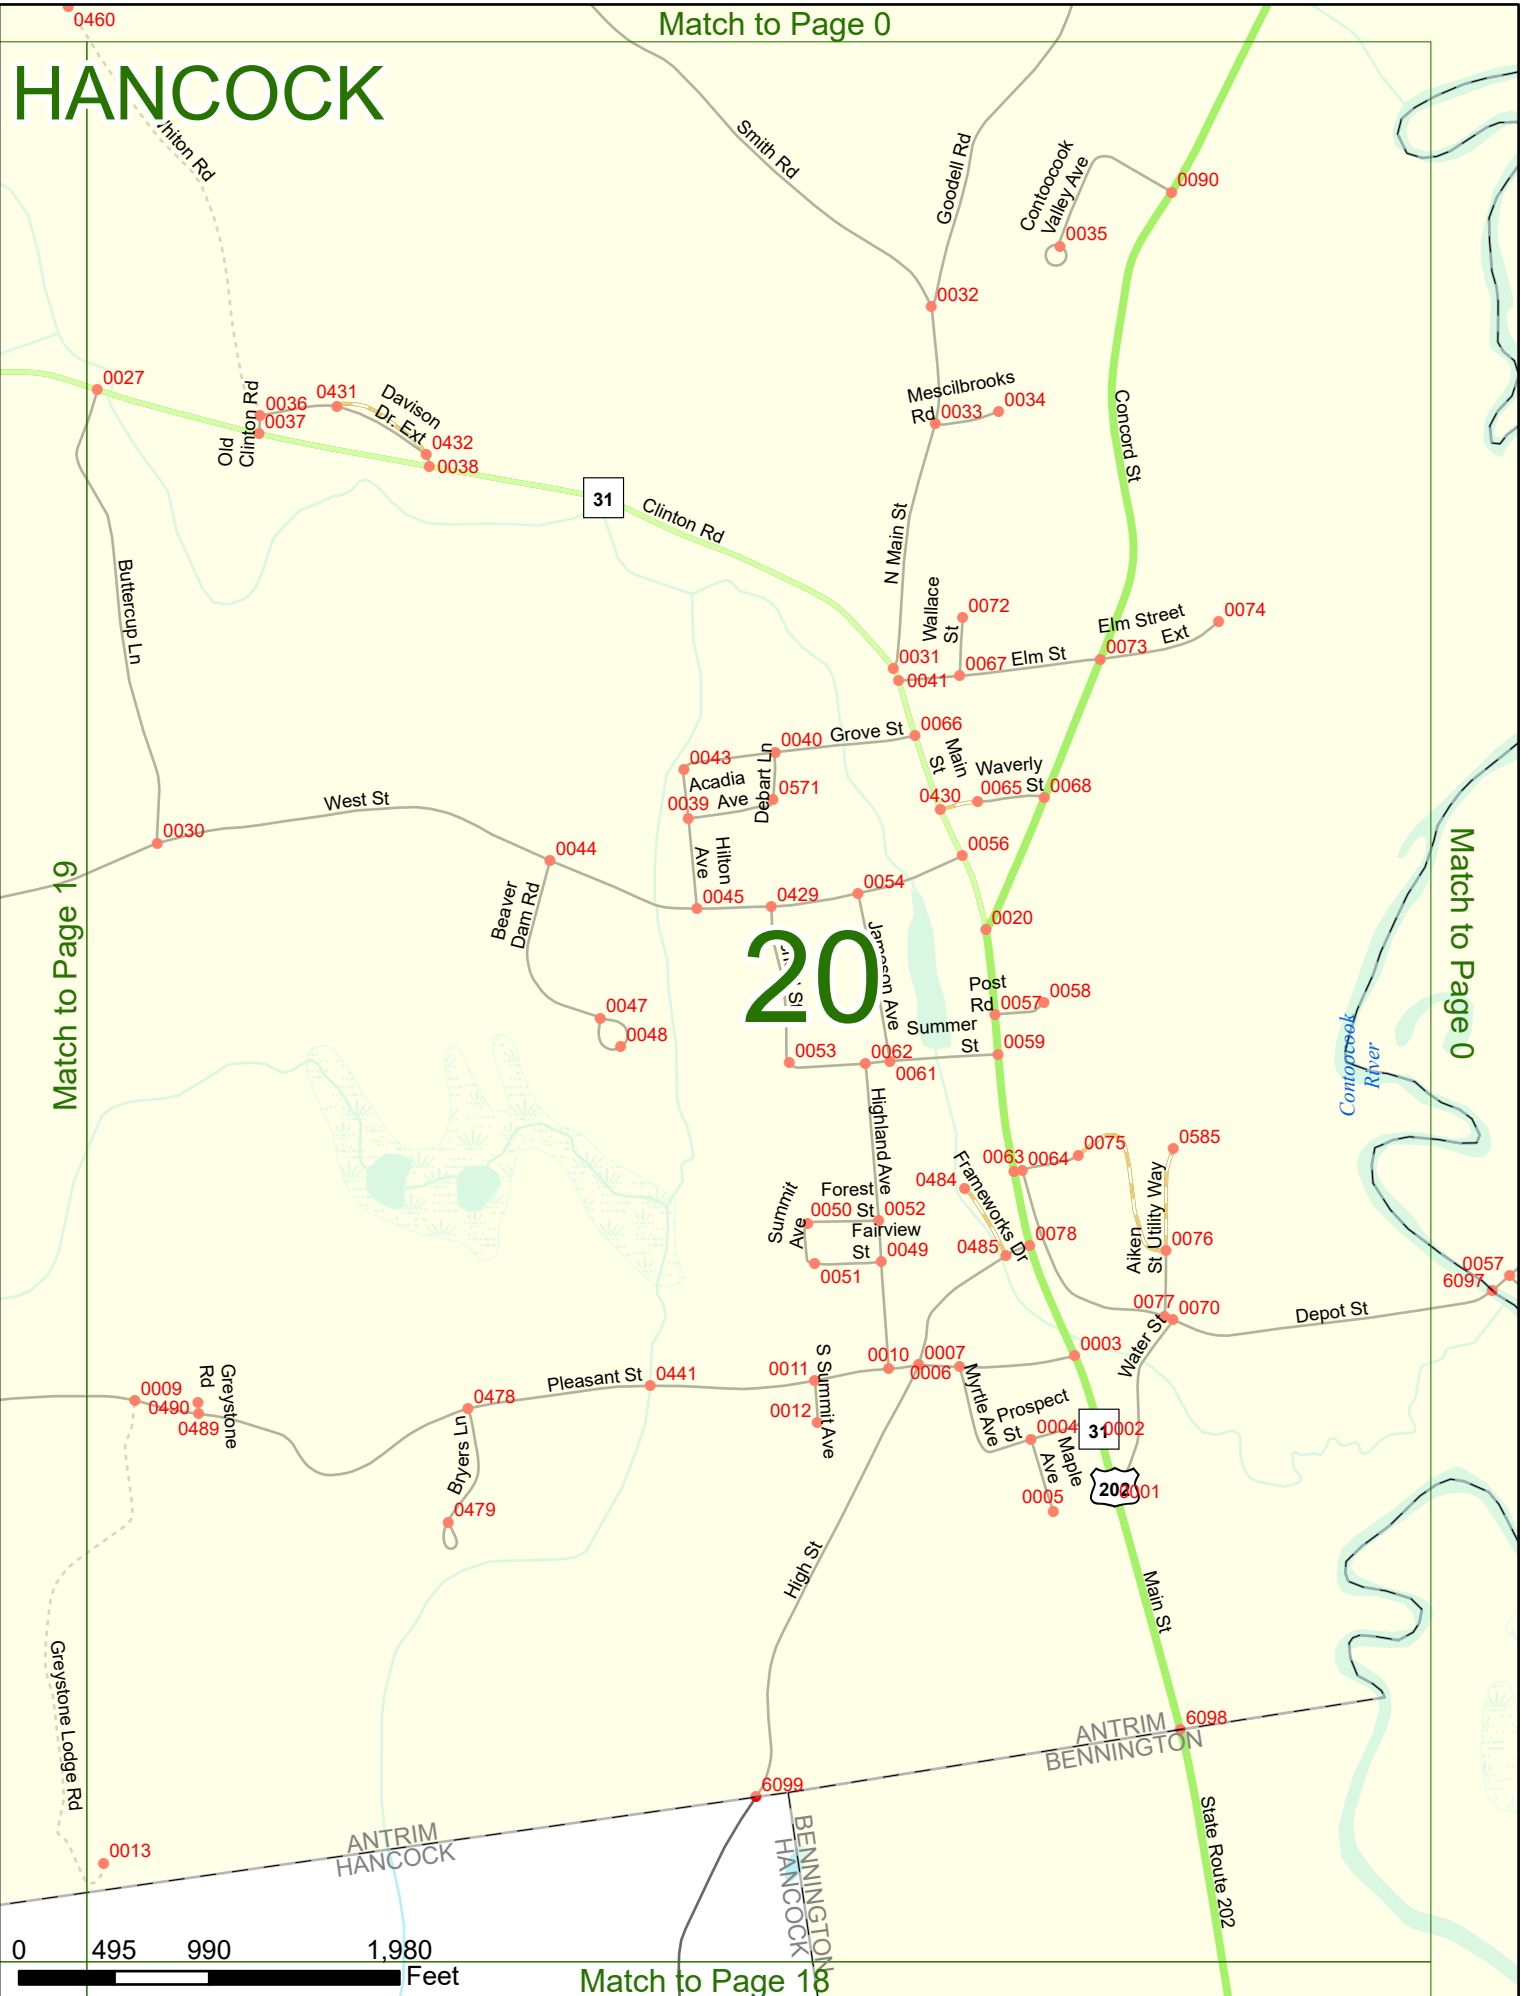 Match to Page 0
0460
HANCOCK
hiton Rd
Smith Rd
Goodell Rd
Contoocook
Valley Ave
0090
0035
0032
0027
0036
0037
0431
Davison
Dr. Ext
0432
0038
Old
Clinton Rd
Mescilbrooks
Rd
0033
0034
31
Clinton Rd
Concord St
N Main St
Buttercup Ln
Wallace
St
0072
Elm Street
Ext
0074
0031
0041
0067
Elm St
0073
0066
Grove St
0040
0043
Main
St
Acadia
Ave
Debart Ln
0571
0039
Waverly
St
0065
0068
0430
West St
0030
0044
0056
Hilton
Ave
0045
0429
0054
Beaver
Dam Rd
Match to Page 19
Match to Page 0
0020
20
St
Jameson Ave
Post
Rd
0057
0058
0047
0048
Summer
St
0059
0053
0062
0061
Contoocook
River
Highland Ave
0063
0064
0075
0585
0484
Frameworks Dr
Summit
Ave
Forest
St
0050
0052
Fairview
St
0049
0051
0485
0078
Aiken
St
Utility Way
0076
0057
6097
0077
0070
Depot St
Water St
0003
0010
0007
0006
S Summit Ave
0011
0012
Pleasant St
0441
0478
Greystone
Rd
0009
0490
0489
Bryers Ln
0479
Myrtle Ave
Prospect
St
0004
31
0002
Maple
Ave
0005
202
0001
High St
Main St
Greystone Lodge Rd
6098
ANTRIM
BENNINGTON
6099
ANTRIM
HANCOCK
BENNINGTON
HANCOCK
0013
State Route 202
0 495 990 1,980
Feet
Match to Page 18